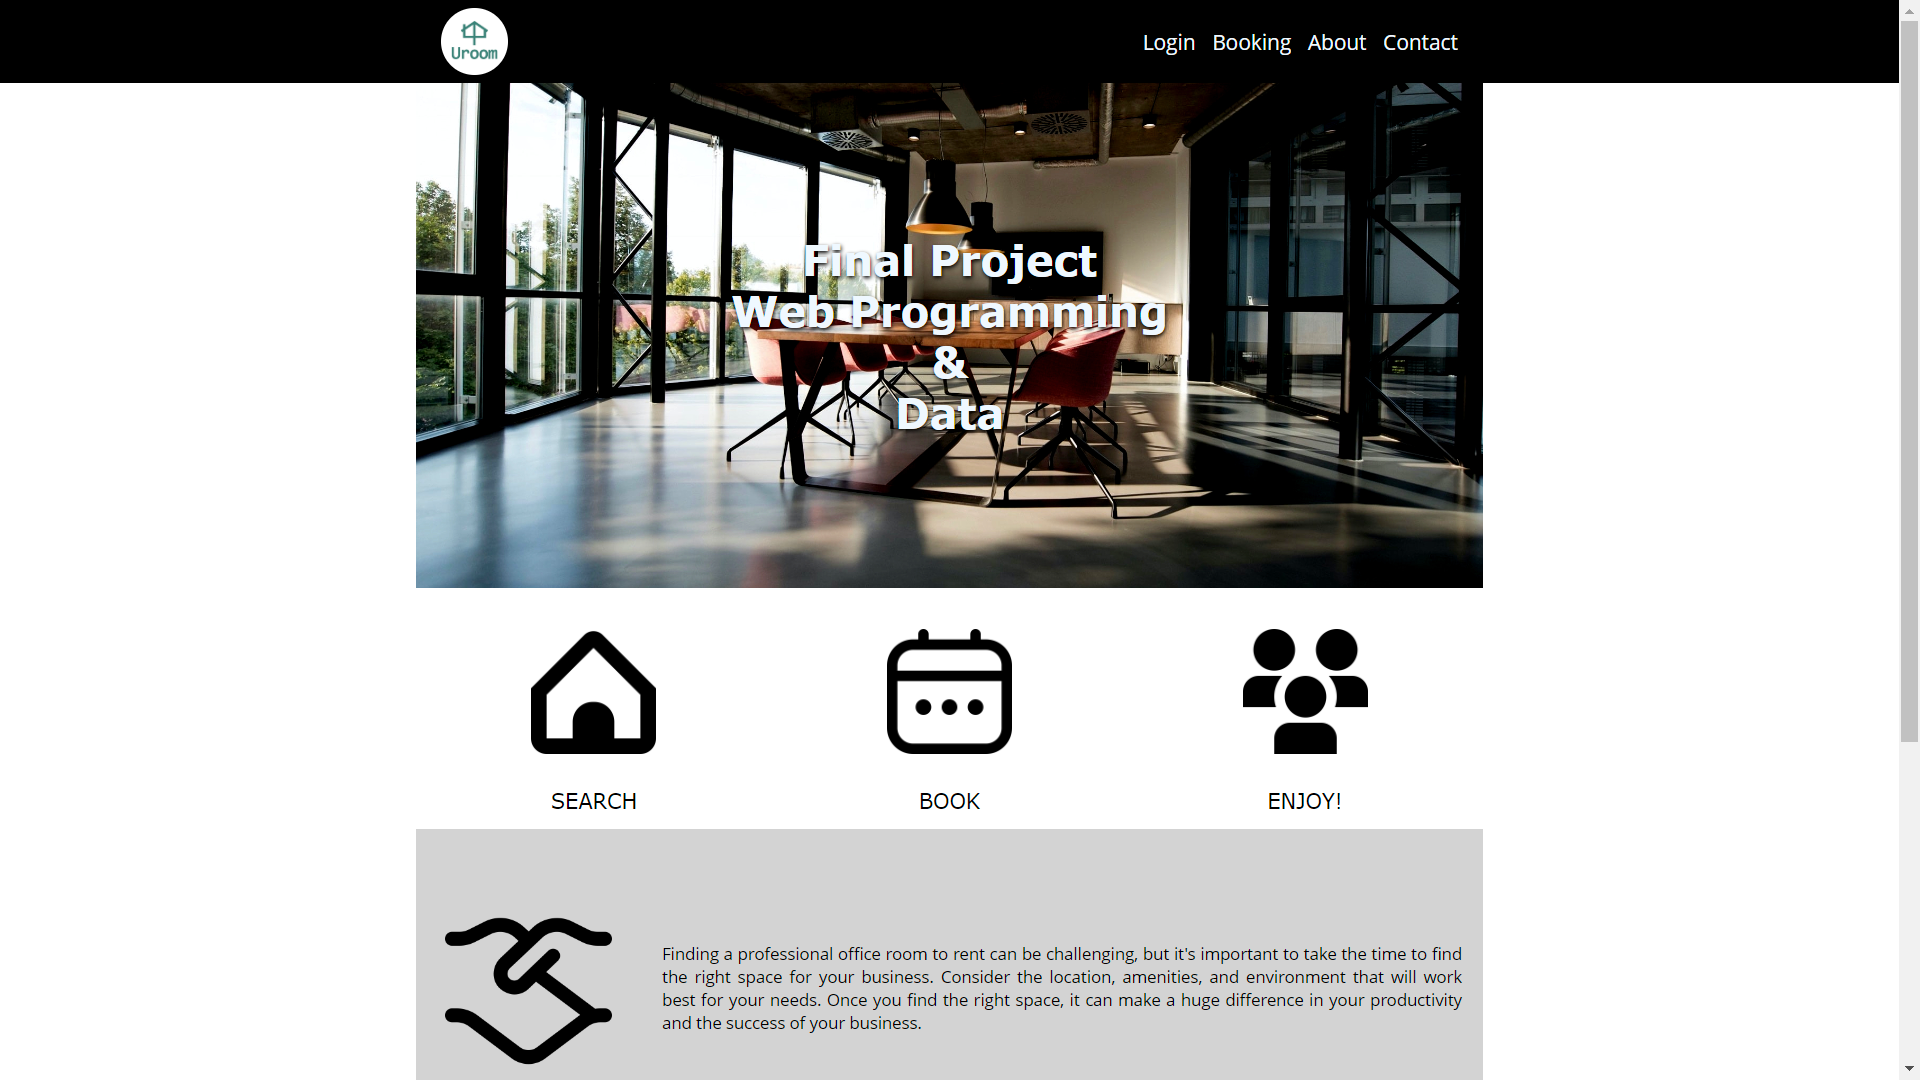 Uroom
Login Booking About Contact
Final Project
Web Programming
&
Data
SEARCH
BOOK
ENJOY!
Finding a professional office room to rent can be challenging, but it's important to take the time to find
the right space for your business. Consider the location, amenities, and environment that will work
best for your needs. Once you find the right space, it can make a huge difference in your productivity
and the success of your business.